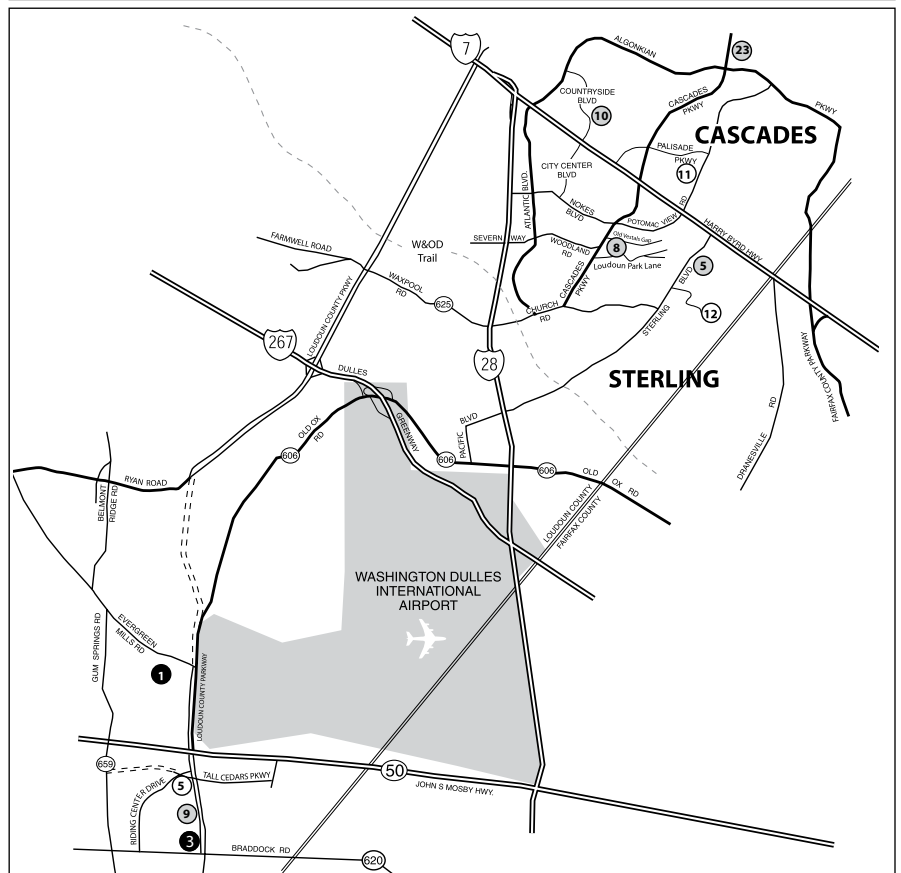 7
ALGONKIAN
23
COUNTRYSIDE
BLVD
CASCADES
PKWY
PKWY
10
CASCADES
PALISADE
PKWY
11
CITY CENTER
BLVD
ATLANTIC BLVD.
NOKES
BLVD
POTOMAC VIEW
RD
HARRY BYRD HWY
SEVERN WAY
WOODLAND
RD
Old Vestals Gap
8
Loudoun Park Lane
5
FARMWELL ROAD
W&OD
Trail
WAXPOOL
RD
625
CASCADES
PKWY
CHURCH
RD
STERLING
BLVD
12
LOUDOUN COUNTY PKWY
267
28
DULLES
GREENWAY
STERLING
FAIRFAX COUNTY PARKWAY
DRANESVILLE
RD
OLD OX
RD
606
PACIFIC
BLVD
606
606
OLD
OX RD
RYAN ROAD
BELMONT
RIDGE RD
LOUDOUN COUNTY
FAIRFAX COUNTY
WASHINGTON DULLES
INTERNATIONAL
AIRPORT
GUM SPRINGS RD
EVERGREEN
MILLS RD
1
LOUDOUN COUNTY PARKWAY
659
50
TALL CEDARS PKWY
JOHN S MOSBY HWY.
RIDING CENTER DRIVE
5
9
3
BRADDOCK RD
620